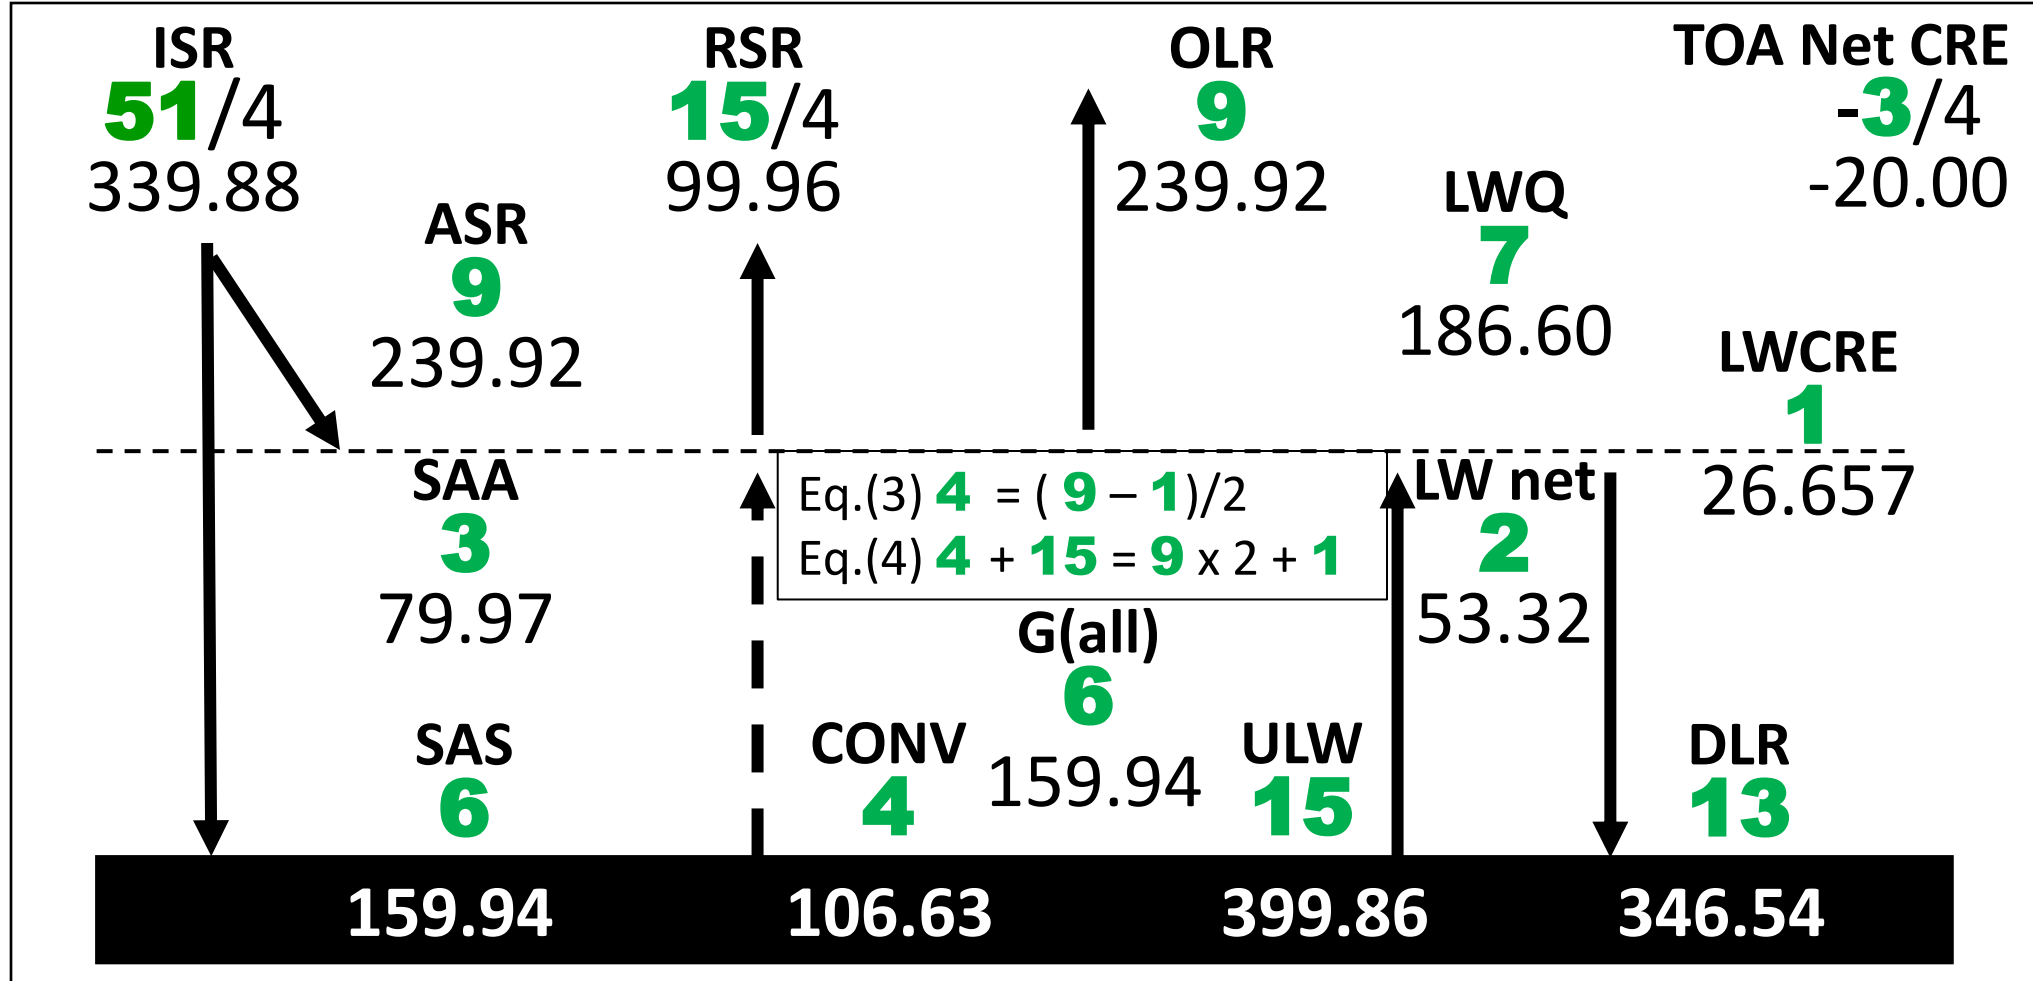 ISR
51/4
339.88
RSR
15/4
99.96
OLR
9
239.92
TOA Net CRE
-3/4
-20.00
ASR
9
239.92
LWQ
7
186.60
LWCRE
1
26.657
SAA
3
79.97
Eq.(3) 4 = ( 9 – 1)/2
Eq.(4) 4 + 15 = 9 x 2 + 1
LW net
2
53.32
G(all)
6
159.94
SAS
6
159.94
CONV
4
106.63
ULW
15
399.86
DLR
13
346.54